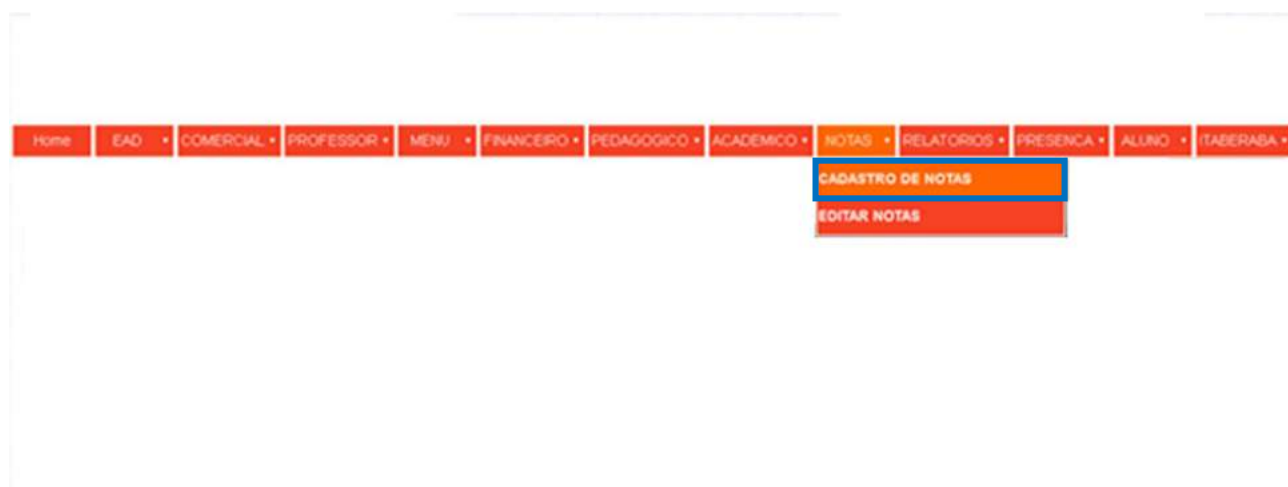 Home EAD COMERCIAL PROFESSOR MENU FINANCEIRO PEDAGOGICO ACADEMICO NOTAS RELATORIOS PRESENCA ALUNO ITABERABA
CADASTRO DE NOTAS
EDITAR NOTAS